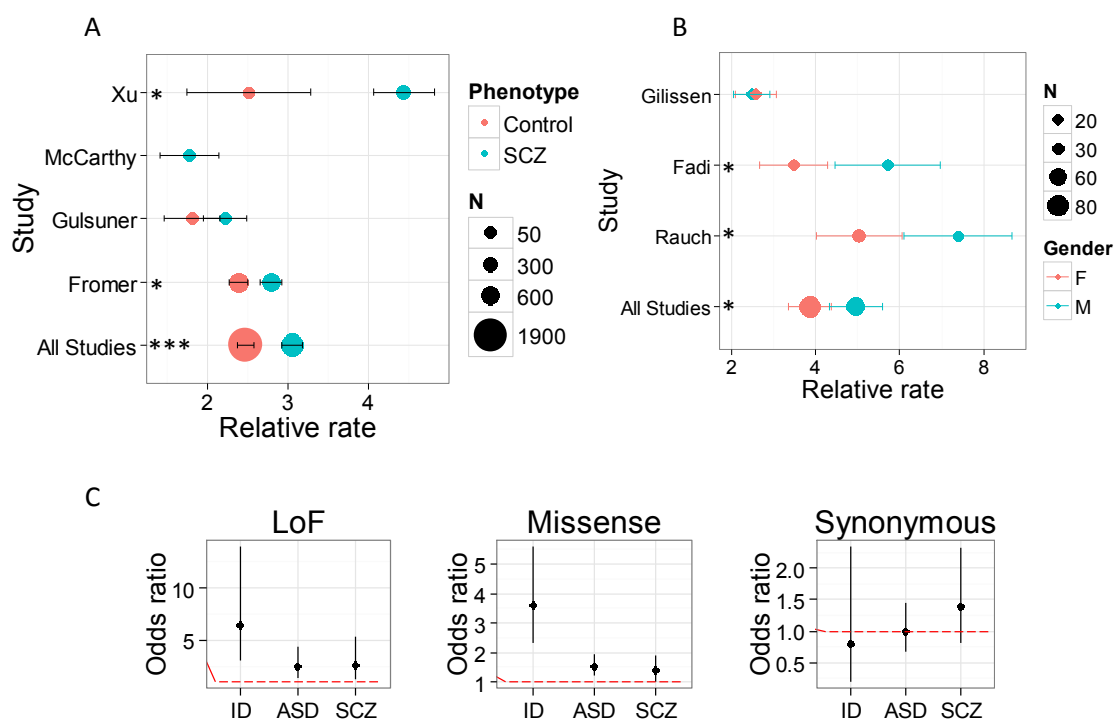 A
Study
Xu *
McCarthy
Gulsuner
Fromer *
All Studies ***
2 3 4
Relative rate
Phenotype
Control
SCZ
N
50
300
600
1900
B
Study
Gilissen
Fadi *
Rauch *
All Studies *
2 4 6 8
Relative rate
N
20
30
60
80
Gender
F
M
C
LoF
Odds ratio
10
5
ID ASD SCZ
Missense
Odds ratio
5
4
3
2
1
ID ASD SCZ
Synonymous
Odds ratio
2.0
1.5
1.0
0.5
ID ASD SCZ